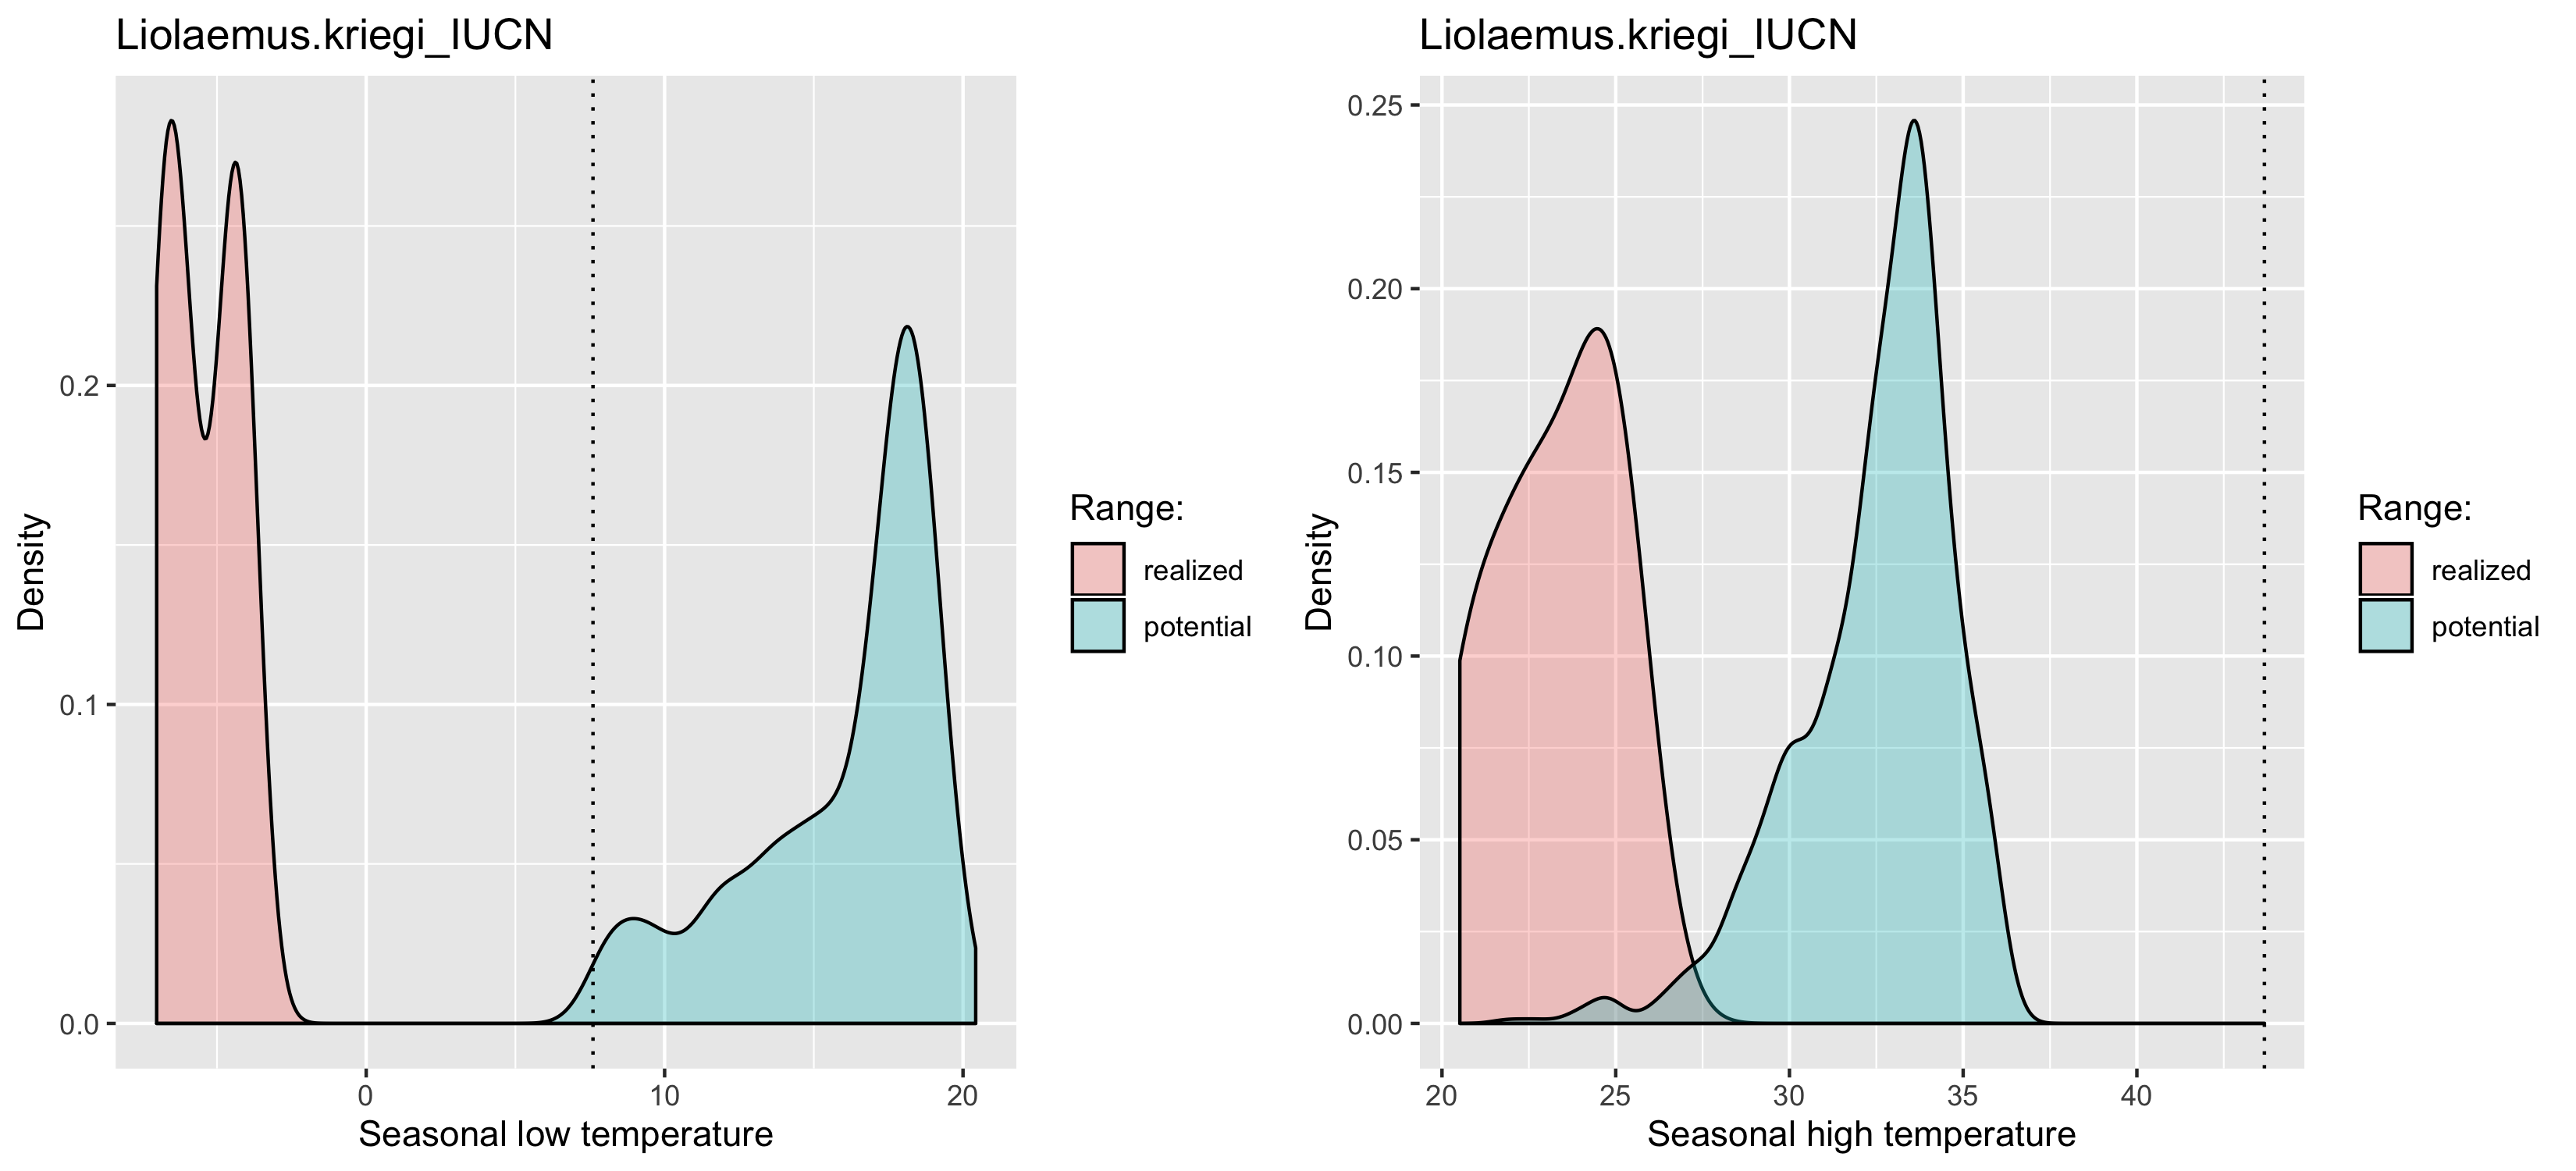 Liolaemus.kriegi_IUCN
0.2
0.1
0.0
Density
0
10
20
Seasonal low temperature
Range:
realized
potential
Liolaemus.kriegi_IUCN
0.25
0.20
0.15
0.10
0.05
0.00
Density
20
25
30
35
40
Seasonal high temperature
Range:
realized
potential